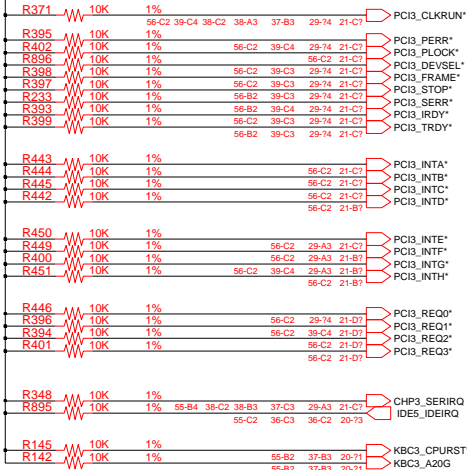 R371 10K 1% PCI3_CLKRUN*
56-C2 39-C4 38-C2 38-A3 37-B3 29-?4 21-C?
R395 10K 1% PCI3_PERR*
56-C2 39-C4 29-?4 21-C?
R402 10K 1% PCI3_PLOCK*
56-C2 21-C?
R896 10K 1% PCI3_DEVSEL*
56-C2 39-C3 29-?4 21-C?
R398 10K 1% PCI3_FRAME*
56-C2 39-C3 29-?4 21-C?
R397 10K 1% PCI3_STOP*
56-B2 39-C3 29-?4 21-C?
R233 10K 1% PCI3_SERR*
56-B2 39-C4 29-?4 21-C?
R393 10K 1% PCI3_IRDY*
56-C2 39-C3 29-?4 21-C?
R399 10K 1% PCI3_TRDY*
56-B2 39-C3 29-?4 21-C?
R443 10K 1% PCI3_INTA*
56-C2 21-C?
R444 10K 1% PCI3_INTB*
56-C2 21-B?
R445 10K 1% PCI3_INTC*
56-C2 21-C?
R442 10K 1% PCI3_INTD*
56-C2 21-B?
R450 10K 1% PCI3_INTE*
56-C2 29-A3 21-C?
R449 10K 1% PCI3_INTF*
56-C2 29-A3 21-B?
R400 10K 1% PCI3_INTG*
56-C2 39-C4 29-A3 21-C?
R451 10K 1% PCI3_INTH*
56-C2 21-B?
R446 10K 1% PCI3_REQ0*
56-C2 29-?4 21-D?
R396 10K 1% PCI3_REQ1*
56-C2 39-C4 21-D?
R394 10K 1% PCI3_REQ2*
56-C2 21-D?
R401 10K 1% PCI3_REQ3*
56-C2 21-D?
R348 10K 1% CHP3_SERIRQ
55-B4 38-C2 38-B3 37-C3 29-A3 21-C?
R895 10K 1% IDE5_IDEIRQ
55-C2 36-C3 20-?3
R145 10K 1% KBC3_CPURST
55-B2 37-B3 20-?1
R142 10K 1% KBC3_A20G
55-B2 37-B3 20-?1